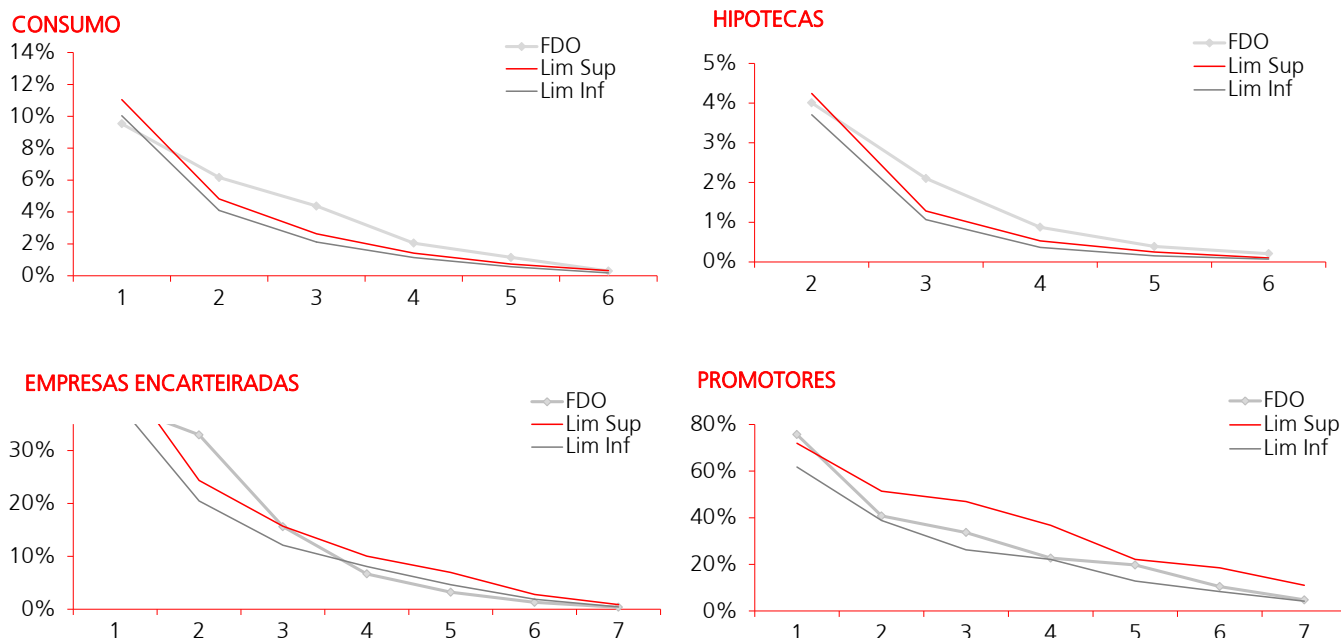 CONSUMO
FDO
Lim Sup
Lim Inf
14%
12%
10%
8%
6%
4%
2%
0%
1 2 3 4 5 6
HIPOTECAS
FDO
Lim Sup
Lim Inf
5%
4%
3%
2%
1%
0%
2 3 4 5 6
EMPRESAS ENCARTEIRADAS
FDO
Lim Sup
Lim Inf
30%
20%
10%
0%
1 2 3 4 5 6 7
PROMOTORES
FDO
Lim Sup
Lim Inf
80%
60%
40%
20%
0%
1 2 3 4 5 6 7